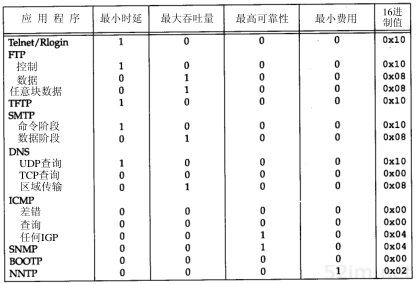 应用程序 最小时延 最大吞吐量 最高可靠性 最小费用 16进制值
Telnet/Rlogin 1 0 0 0 0x10
FTP
控制 1 0 0 0 0x10
数据 0 1 0 0 0x08
任意块数据 0 1 0 0 0x08
TFTP 1 0 0 0 0x10
SMTP
命令阶段 1 0 0 0 0x10
数据阶段 0 1 0 0 0x08
DNS
UDP查询 1 0 0 0 0x10
TCP查询 0 0 0 0 0x00
区域传输 0 1 0 0 0x08
ICMP
差错 0 0 0 0 0x00
查询 0 0 0 0 0x00
任何IGP 0 0 1 0 0x04
SNMP 0 0 1 0 0x04
BOOTP 0 0 0 0 0x00
NNTP 0 0 0 1 0x02